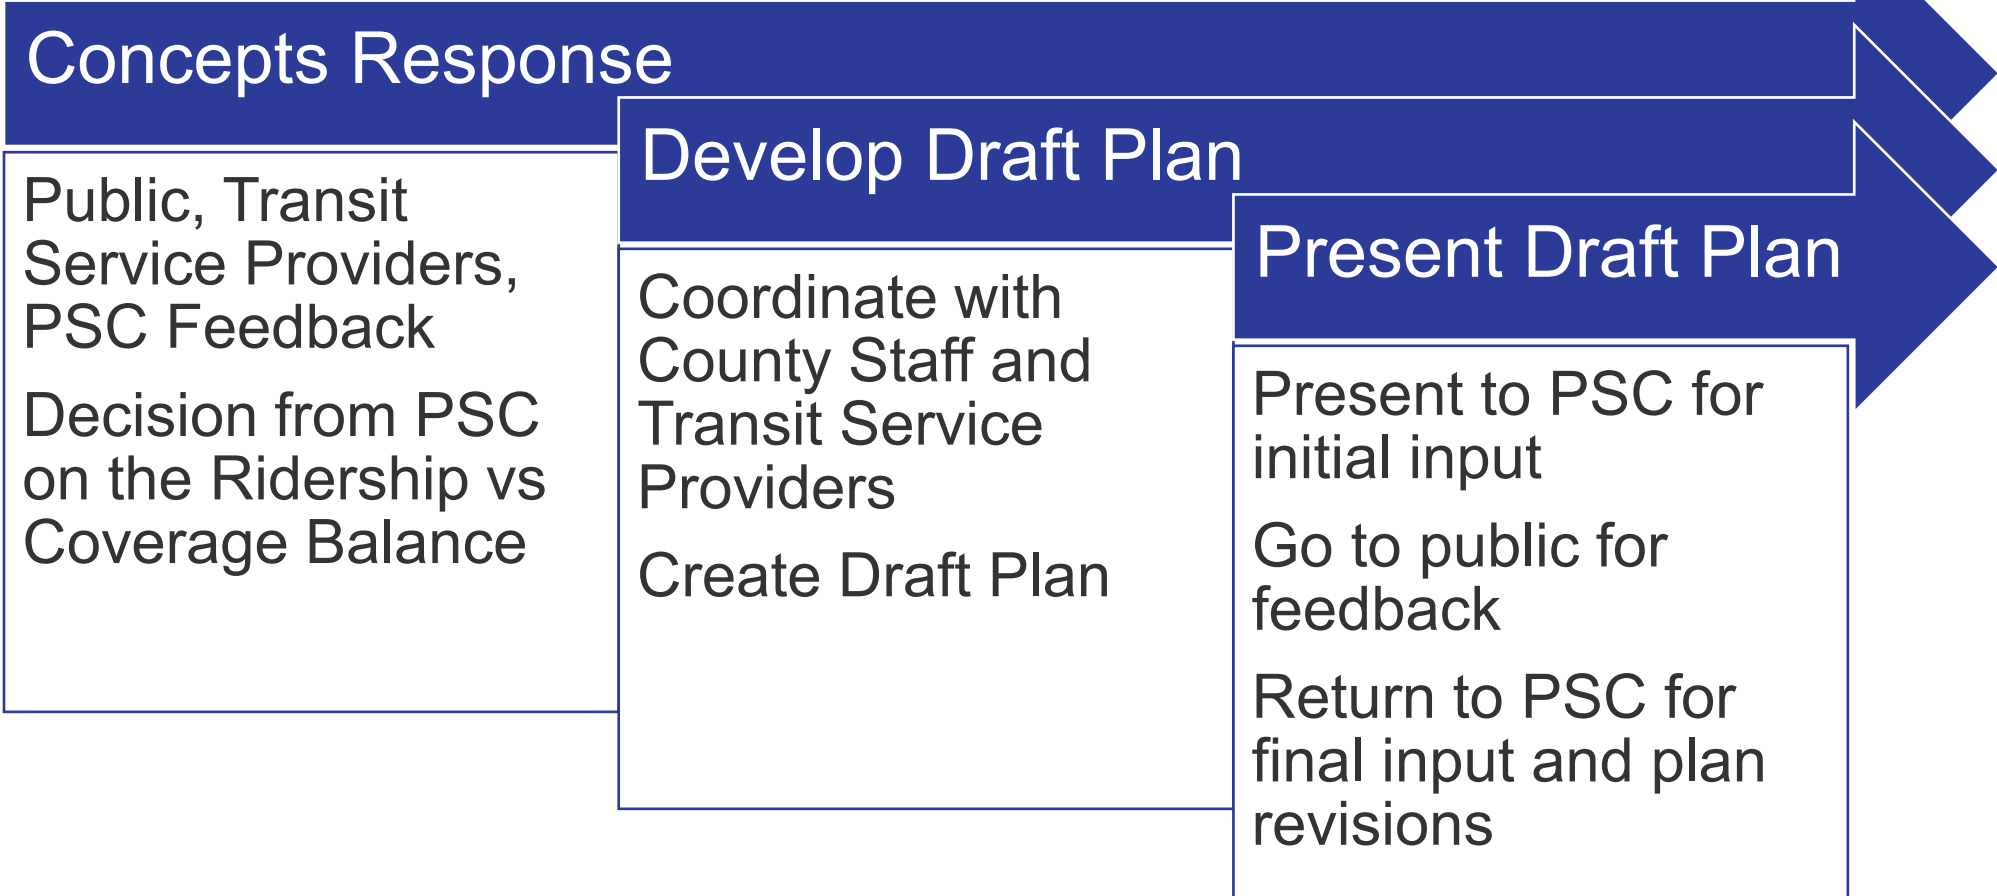 Concepts Response
Public, Transit
Service Providers,
PSC Feedback
Decision from PSC
on the Ridership vs
Coverage Balance
Develop Draft Plan
Coordinate with
County Staff and
Transit Service
Providers
Create Draft Plan
Present Draft Plan
Present to PSC for
initial input
Go to public for
feedback
Return to PSC for
final input and plan
revisions